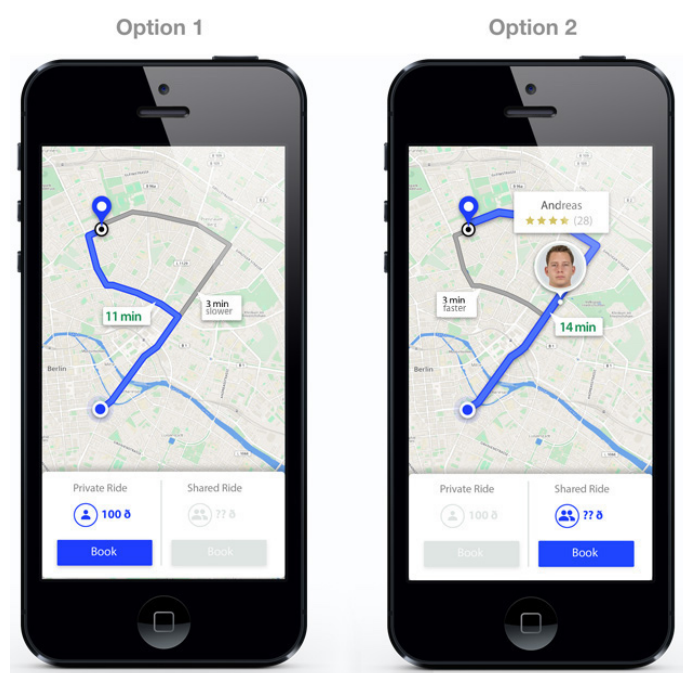 Option 1
Option 2
11 min
3 min
slower
Berlin
Private Ride
Shared Ride
100 ð
?? ð
Book
Book
Andreas
(28)
3 min
faster
14 min
Berlin
Private Ride
Shared Ride
100 ð
?? ð
Book
Book